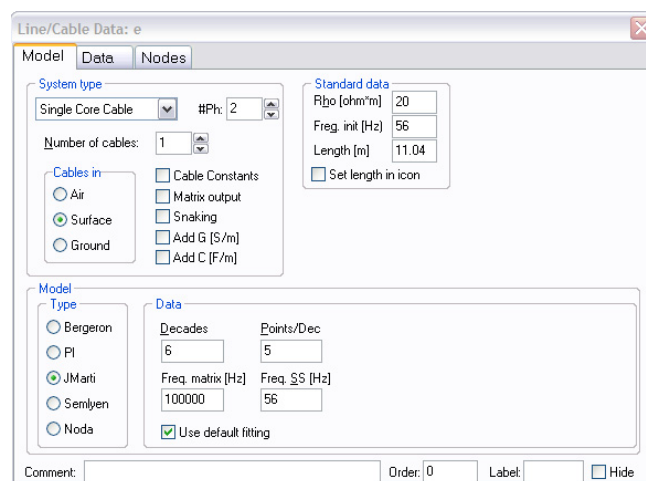 Line/Cable Data: e
Model Data Nodes
System type
Single Core Cable #Ph: 2
Number of cables: 1
Cables in
Air
Surface
Ground
Cable Constants
Matrix output
Snaking
Add G [S/m]
Add C [F/m]
Standard data
Rho [ohm*m] 20
Freq. init [Hz] 56
Length [m] 11.04
Set length in icon
Model
Type
Bergeron
PI
JMarti
Semlyen
Noda
Data
Decades Points/Dec
6 5
Freq. matrix [Hz] Freq. SS [Hz]
100000 56
Use default fitting
Comment: Order: 0 Label: Hide